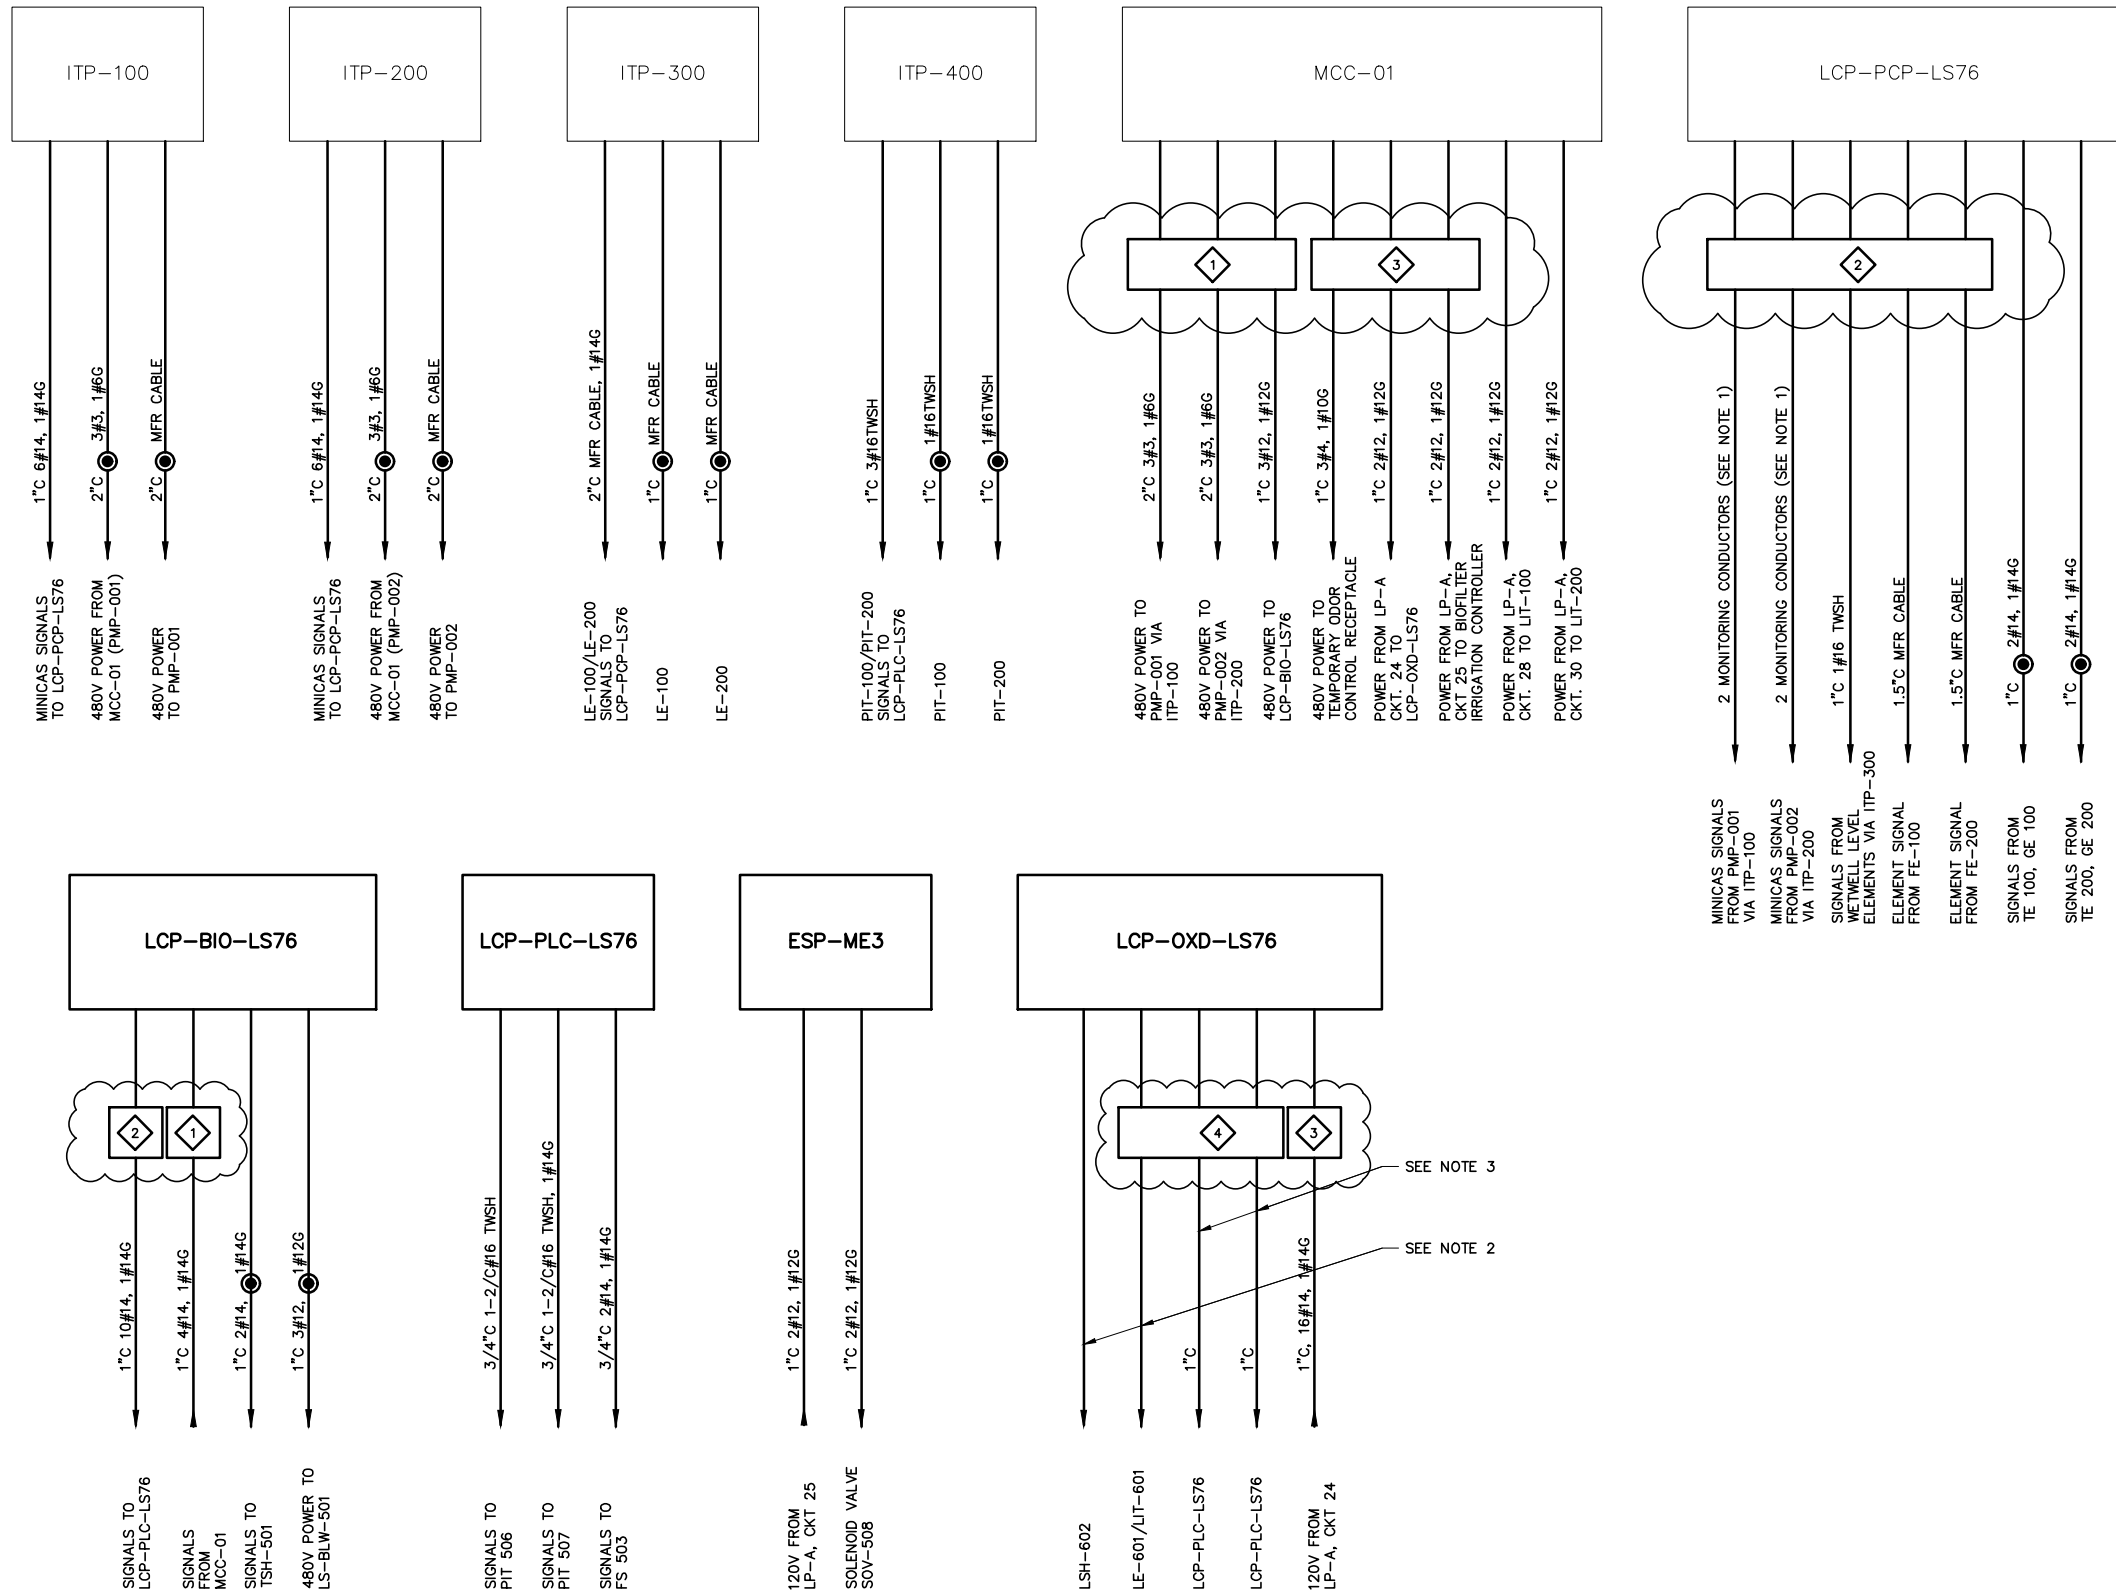 ITP-100
1"C 6#14, 1#14G
MINICAS SIGNALS
TO LCP-PCP-LS76
2"C 3#3, 1#6G
480V POWER FROM
MCC-01 (PMP-001)
2"C MFR CABLE
480V POWER
TO PMP-001
ITP-200
1"C 6#14, 1#14G
MINICAS SIGNALS
TO LCP-PCP-LS76
2"C 3#3, 1#6G
480V POWER FROM
MCC-01 (PMP-002)
2"C MFR CABLE
480V POWER
TO PMP-002
ITP-300
2"C MFR CABLE, 1#14G
LE-100/LE-200
SIGNALS TO
LCP-PCP-LS76
1"C MFR CABLE
LE-100
1"C MFR CABLE
LE-200
ITP-400
1"C 3#16TWSH
PIT-100/PIT-200
SIGNALS TO
LCP-PLC-LS76
1"C 1#16TWSH
PIT-100
1"C 1#16TWSH
PIT-200
MCC-01
1
3
2"C 3#3, 1#6G
480V POWER TO
PMP-001 VIA
ITP-100
2"C 3#3, 1#6G
480V POWER TO
PMP-002 VIA
ITP-200
1"C 3#12, 1#12G
480V POWER TO
LCP-BIO-LS76
1"C 3#4, 1#10G
480V POWER TO
TEMPORARY ODOR
CONTROL RECEPTACLE
1"C 2#12, 1#12G
POWER FROM LP-A
CKT. 24 TO
LCP-OXD-LS76
1"C 2#12, 1#12G
POWER FROM LP-A,
CKT 25 TO BIOFILTER
IRRIGATION CONTROLLER
1"C 2#12, 1#12G
POWER FROM LP-A,
CKT. 28 TO LIT-100
1"C 2#12, 1#12G
POWER FROM LP-A,
CKT. 30 TO LIT-200
LCP-PCP-LS76
2
2 MONITORING CONDUCTORS (SEE NOTE 1)
MINICAS SIGNALS
FROM PMP-001
VIA ITP-100
2 MONITORING CONDUCTORS (SEE NOTE 1)
MINICAS SIGNALS
FROM PMP-002
VIA ITP-200
1"C 1#16 TWSH
SIGNALS FROM
WETWELL LEVEL
ELEMENTS VIA ITP-300
1.5"C MFR CABLE
ELEMENT SIGNAL
FROM FE-100
1.5"C MFR CABLE
ELEMENT SIGNAL
FROM FE-200
1"C 2#14, 1#14G
SIGNALS FROM
TE 100, GE 100
1"C 2#14, 1#14G
SIGNALS FROM
TE 200, GE 200
LCP-BIO-LS76
2
1
1"C 10#14, 1#14G
SIGNALS TO
LCP-PLC-LS76
1"C 4#14, 1#14G
SIGNALS
FROM
MCC-01
1"C 2#14, 1#14G
SIGNALS TO
TSH-501
1"C 3#12, 1#12G
480V POWER TO
LS-BLW-501
LCP-PLC-LS76
3/4"C 1-2/C#16 TWSH
SIGNALS TO
PIT 506
3/4"C 1-2/C#16 TWSH, 1#14G
SIGNALS TO
PIT 507
3/4"C 2#14, 1#14G
SIGNALS TO
FS 503
ESP-ME3
1"C 2#12, 1#12G
120V FROM
LP-A, CKT 25
1"C 2#12, 1#12G
SOLENOID VALVE
SOV-508
LCP-OXD-LS76
4
3
SEE NOTE 3
SEE NOTE 2
LSH-602
LE-601/LIT-601
1"C
LCP-PLC-LS76
1"C
LCP-PLC-LS76
1"C, 16#14, 1#14G
120V FROM
LP-A, CKT 24